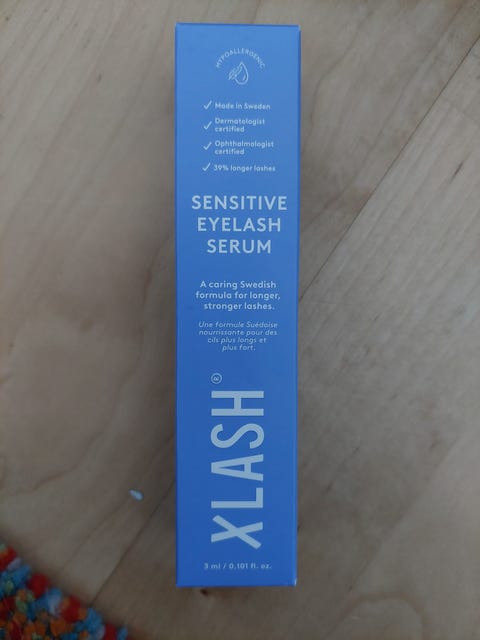 HYPOALLERGENIC
Made in Sweden
Dermatologist
certified
Ophthalmologist
certified
39% longer lashes
SENSITIVE
EYELASH
SERUM
A caring Swedish
formula for longer,
stronger lashes.
Une formule Suédoise
nourrissante pour des
cils plus longs et
plus fort.
XLASH®
3 ml / 0,101 fl. oz.